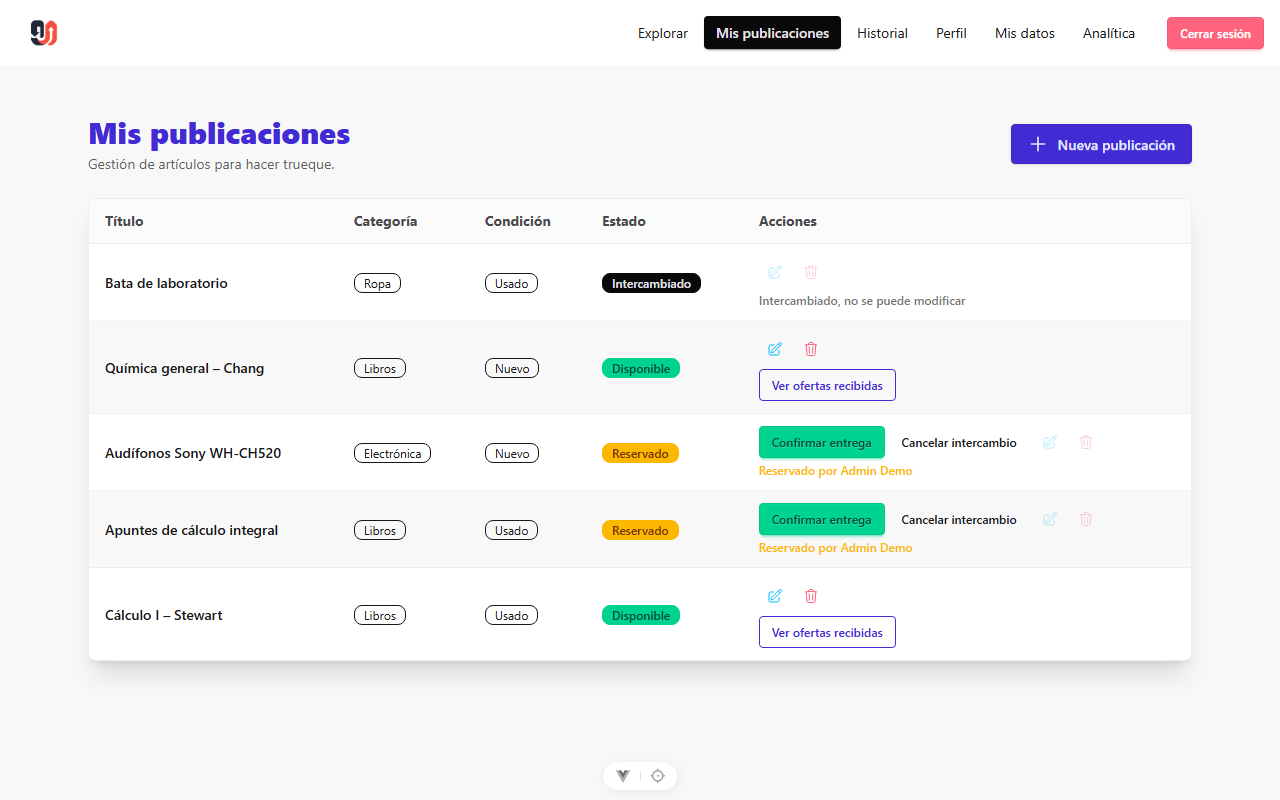 Explorar Mis publicaciones Historial Perfil Mis datos Analítica Cerrar sesión
Mis publicaciones
Gestión de artículos para hacer trueque.
Nueva publicación
Título Categoría Condición Estado Acciones
Bata de laboratorio Ropa Usado Intercambiado
Intercambiado, no se puede modificar
Química general – Chang Libros Nuevo Disponible
Ver ofertas recibidas
Audífonos Sony WH-CH520 Electrónica Nuevo Reservado Confirmar entrega Cancelar intercambio
Reservado por Admin Demo
Apuntes de cálculo integral Libros Usado Reservado Confirmar entrega Cancelar intercambio
Reservado por Admin Demo
Cálculo I – Stewart Libros Usado Disponible
Ver ofertas recibidas